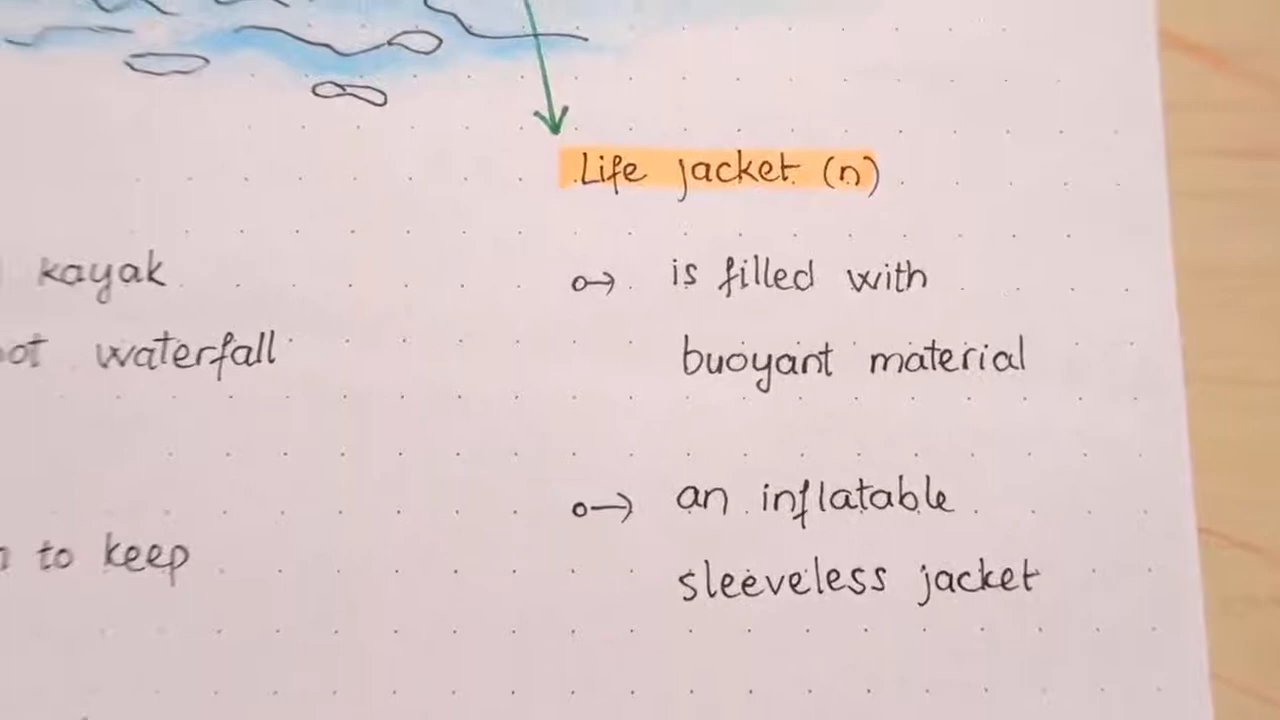 Life jacket (n)
kayak
waterfall
to keep
is filled with
buoyant material
an inflatable
sleeveless jacket